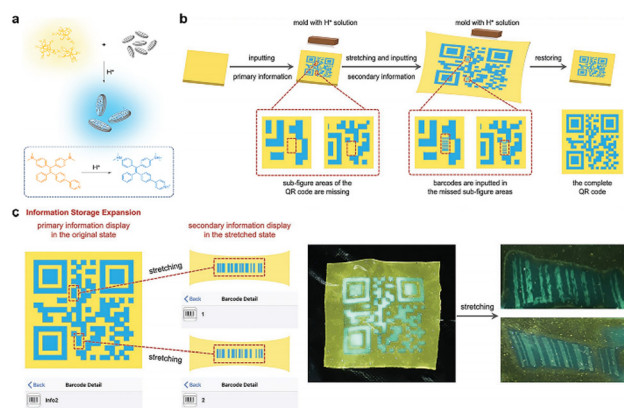 a
H⁺
H⁺
b
mold with H⁺ solution
mold with H⁺ solution
inputting
primary information
stretching and inputting
secondary information
restoring
sub-figure areas of the
QR code are missing
barcodes are inputted in
the missed sub-figure areas
the complete
QR code
c
Information Storage Expansion
primary information display
in the original state
secondary information display
in the stretched state
stretching
stretching
Back
Barcode Detail
1
Back
Barcode Detail
Info2
Back
Barcode Detail
2
stretching